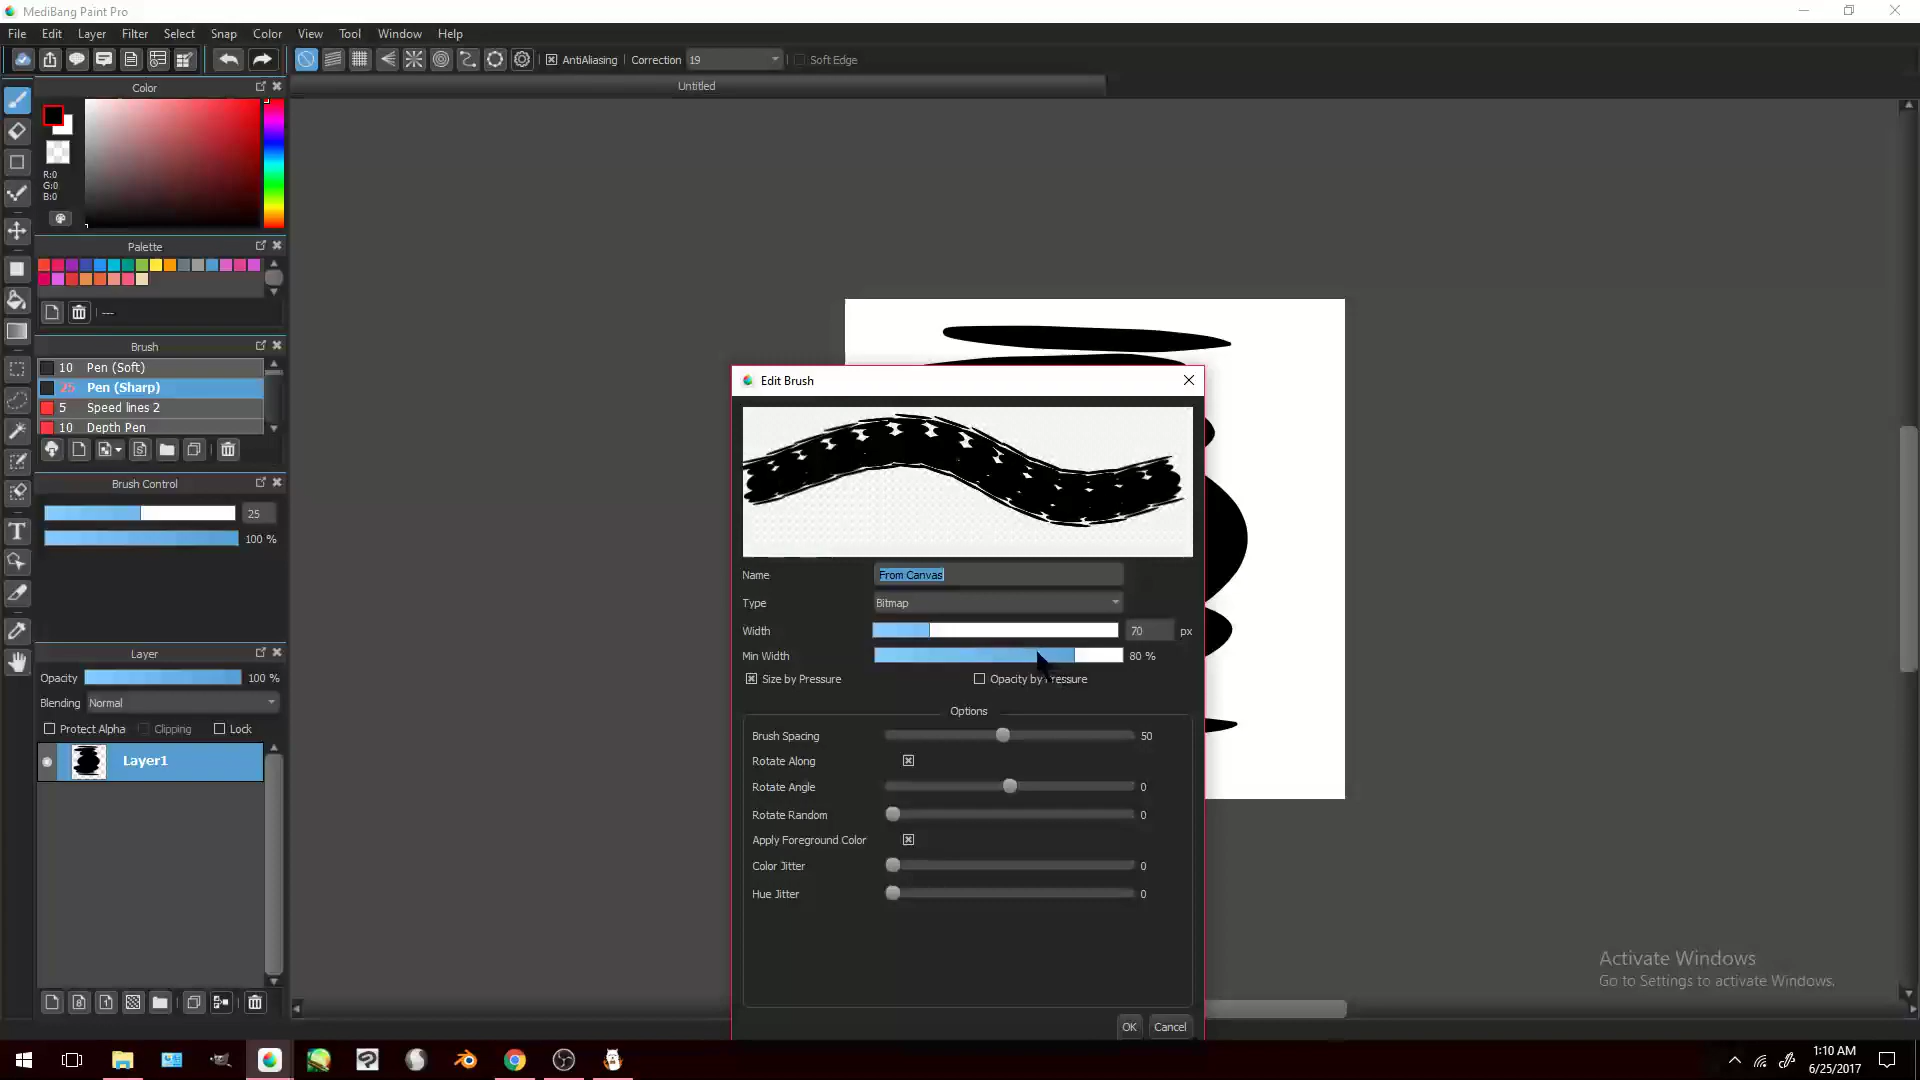 MediBang Paint Pro
File Edit Layer Filter Select Snap Color View Tool Window Help
AntiAliasing Correction 19 Soft Edge
Untitled
Color
R:0
G:0
B:0
Palette
---
Brush
10 Pen (Soft)
25 Pen (Sharp)
5 Speed lines 2
10 Depth Pen
Brush Control
25
100 %
Layer
Opacity 100 %
Blending Normal
Protect Alpha Clipping Lock
Layer1
Edit Brush
Name From Canvas
Type Bitmap
Width 70 px
Min Width 80 %
Size by Pressure Opacity by Pressure
Options
Brush Spacing 50
Rotate Along
Rotate Angle 0
Rotate Random 0
Apply Foreground Color
Color Jitter 0
Hue Jitter 0
OK Cancel
Activate Windows
Go to Settings to activate Windows.
1:10 AM
6/25/2017